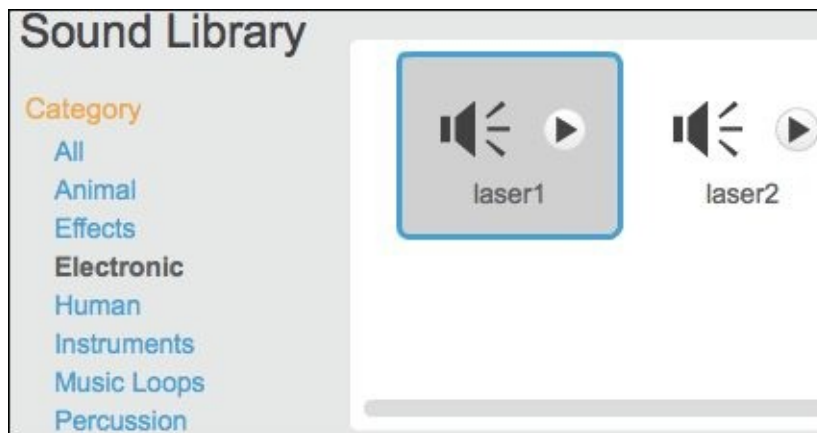 Sound Library
Category
All
Animal
Effects
Electronic
Human
Instruments
Music Loops
Percussion
laser1
laser2